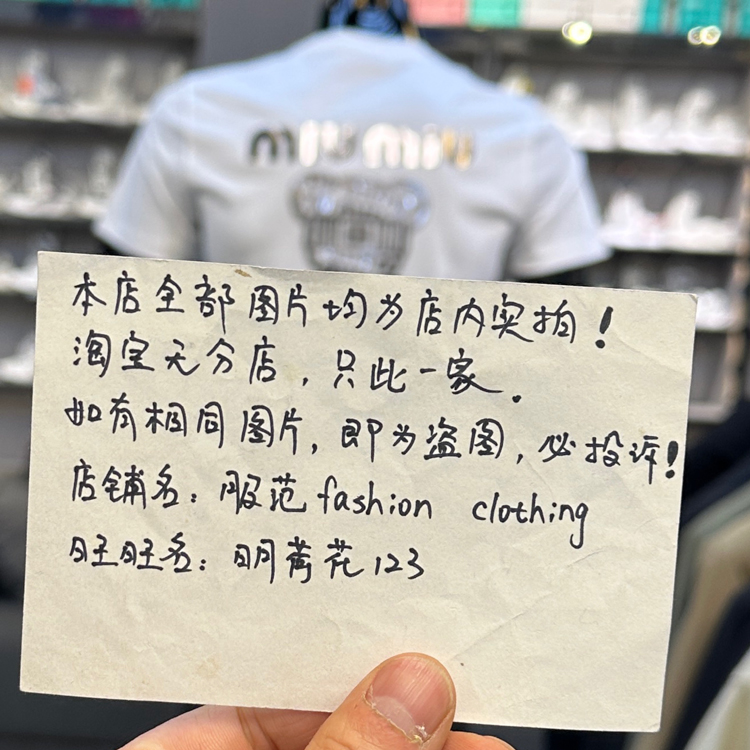 miu miu
本店全部图片均为店内实拍！
淘宝无分店，只此一家。
如有相同图片，即为盗图，必投诉！
店铺名：服范fashion clothing
旺旺名：明菁花123